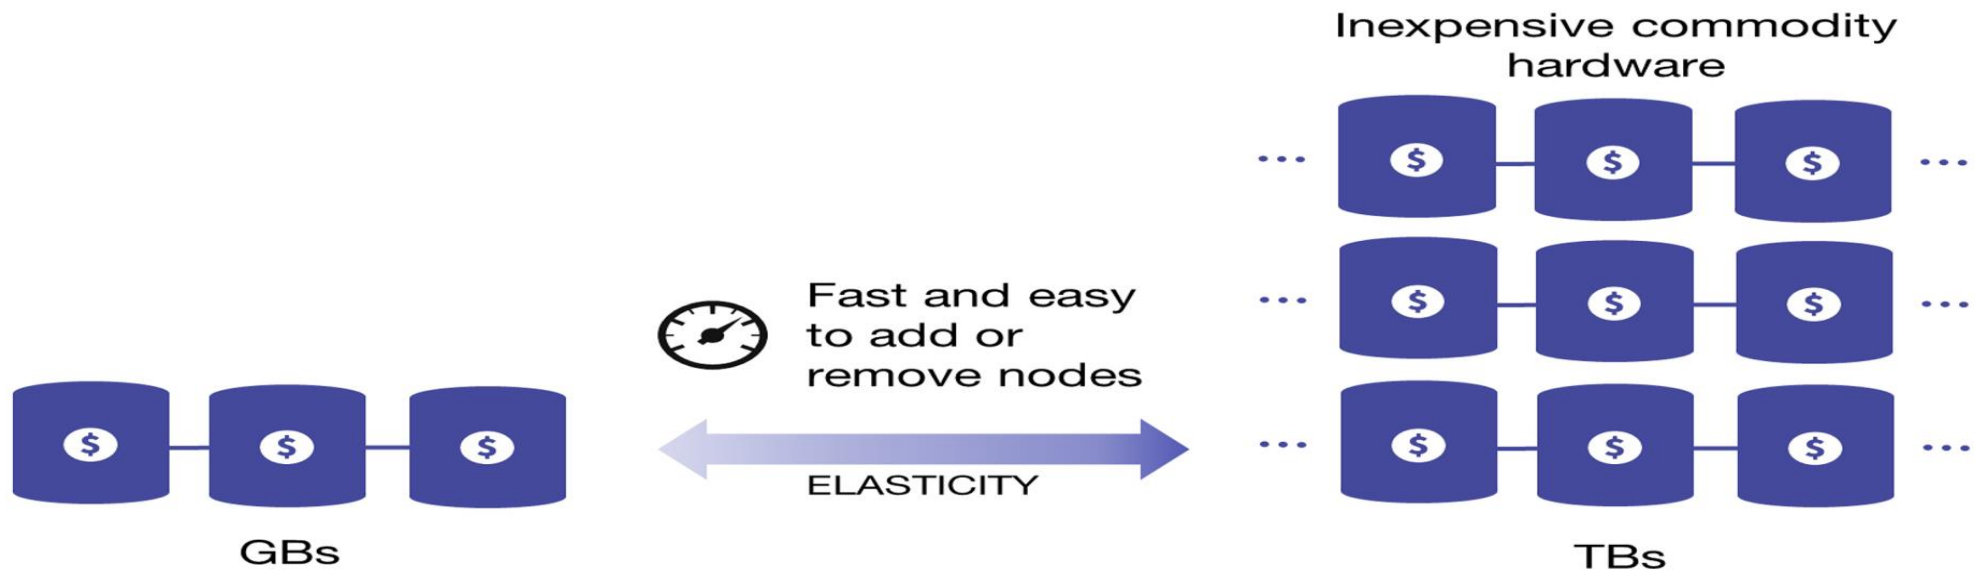 Inexpensive commodity
hardware
$ $ $
$ $ $
Fast and easy
to add or
remove nodes
$ $ $
$ $ $
ELASTICITY
GBs
TBs